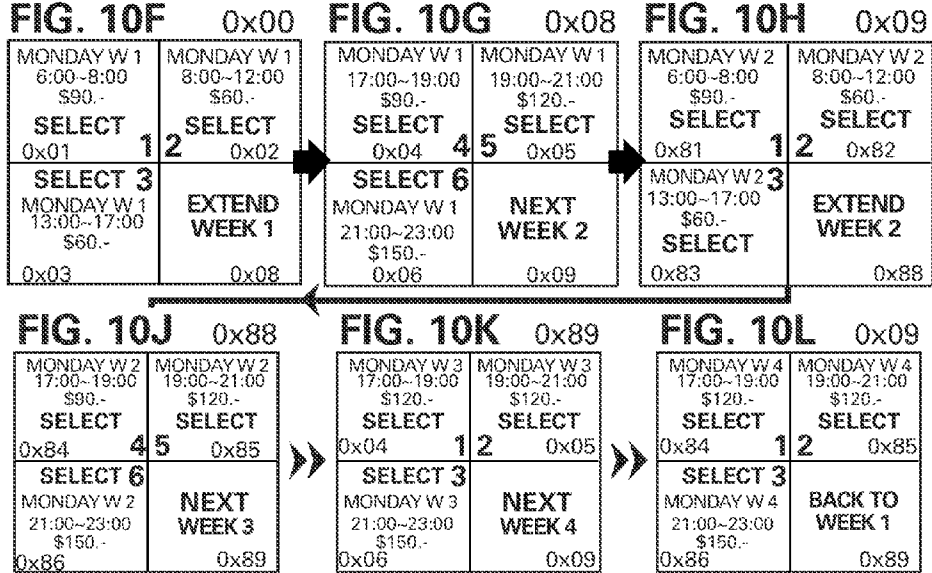 FIG. 10F 0x00
MONDAY W 1
6:00~8:00
$90.-
SELECT
0x01 1
MONDAY W 1
8:00~12:00
$60.-
SELECT
2 0x02
SELECT 3
MONDAY W 1
13:00~17:00
$60.-
0x03
EXTEND
WEEK 1
0x08
FIG. 10G 0x08
MONDAY W 1
17:00~19:00
$90.-
SELECT
0x04 4
MONDAY W 1
19:00~21:00
$120.-
SELECT
5 0x05
SELECT 6
MONDAY W 1
21:00~23:00
$150.-
0x06
NEXT
WEEK 2
0x09
FIG. 10H 0x09
MONDAY W 2
6:00~8:00
$90.-
SELECT
0x81 1
MONDAY W 2
8:00~12:00
$60.-
SELECT
2 0x82
MONDAY W 2 3
13:00~17:00
$60.-
SELECT
0x83
EXTEND
WEEK 2
0x88
FIG. 10J 0x88
MONDAY W 2
17:00~19:00
$90.-
SELECT
0x84 4
MONDAY W 2
19:00~21:00
$120.-
SELECT
5 0x85
SELECT 6
MONDAY W 2
21:00~23:00
$150.-
0x86
NEXT
WEEK 3
0x89
FIG. 10K 0x89
MONDAY W 3
17:00~19:00
$120.-
SELECT
0x04 1
MONDAY W 3
19:00~21:00
$120.-
SELECT
2 0x05
SELECT 3
MONDAY W 3
21:00~23:00
$150.-
0x06
NEXT
WEEK 4
0x09
FIG. 10L 0x09
MONDAY W 4
17:00~19:00
$120.-
SELECT
0x84 1
MONDAY W 4
19:00~21:00
$120.-
SELECT
2 0x85
SELECT 3
MONDAY W 4
21:00~23:00
$150.-
0x86
BACK TO
WEEK 1
0x89